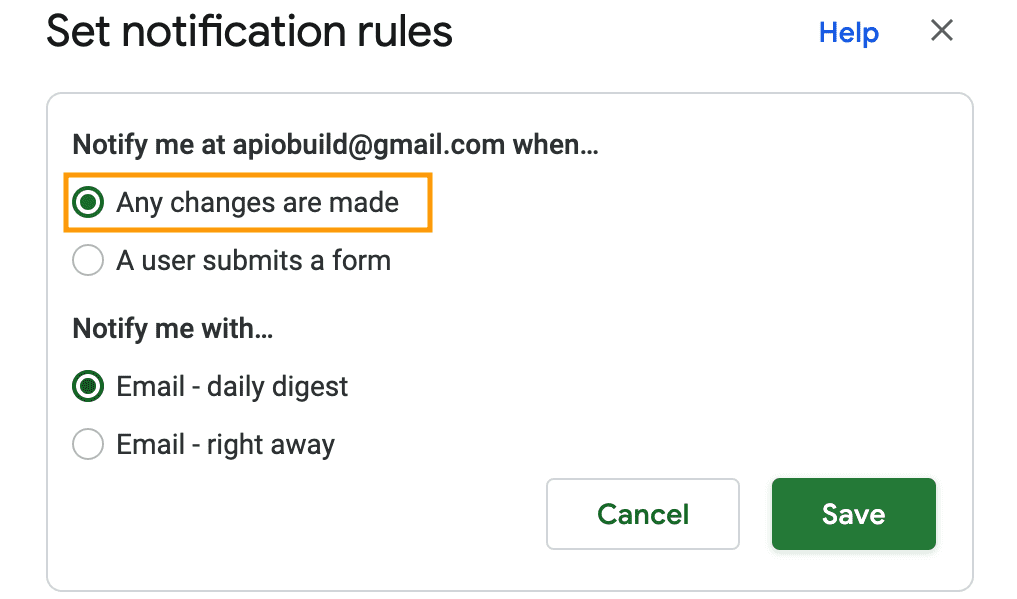 Set notification rules
Help
Notify me at apiobuild@gmail.com when…
Any changes are made
A user submits a form
Notify me with…
Email - daily digest
Email - right away
Cancel
Save